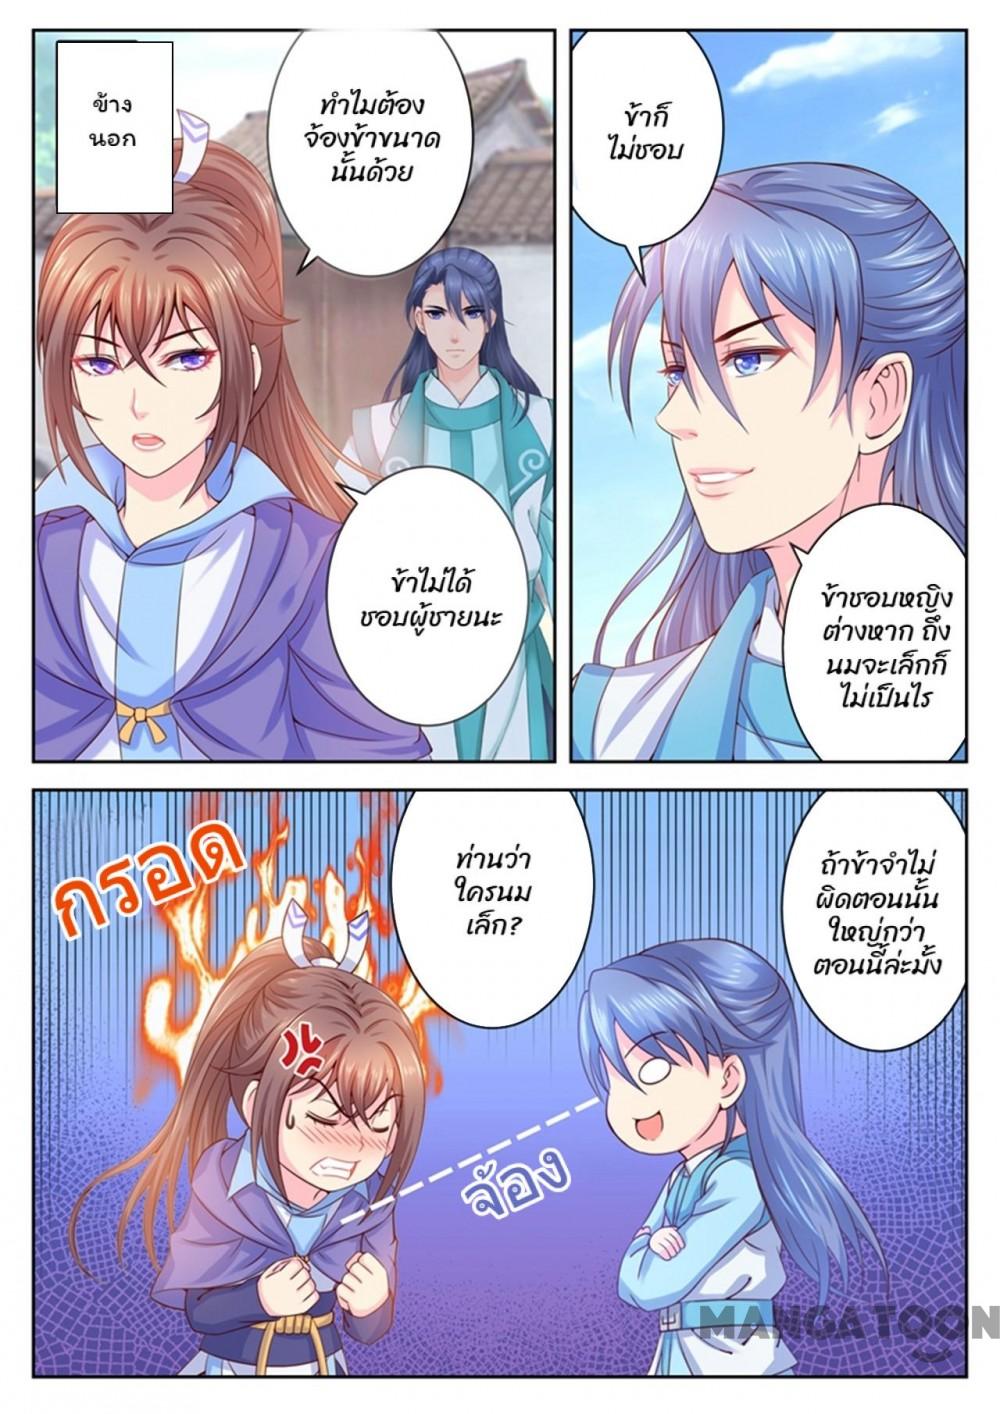 ข้าง
นอก
ทำไมต้อง
จ้องข้าขนาด
นั้นด้วย
ข้าไม่ได้
ชอบผู้ชายนะ
ข้าก็
ไม่ชอบ
ข้าชอบหญิง
ต่างหาก ถึง
นมจะเล็กก็
ไม่เป็นไร
กรอด
ท่านว่า
ใครนม
เล็ก?
ถ้าข้าจำไม่
ผิดตอนนั้น
ใหญ่กว่า
ตอนนี้ล่ะมั้ง
จ้อง
MANGATOON